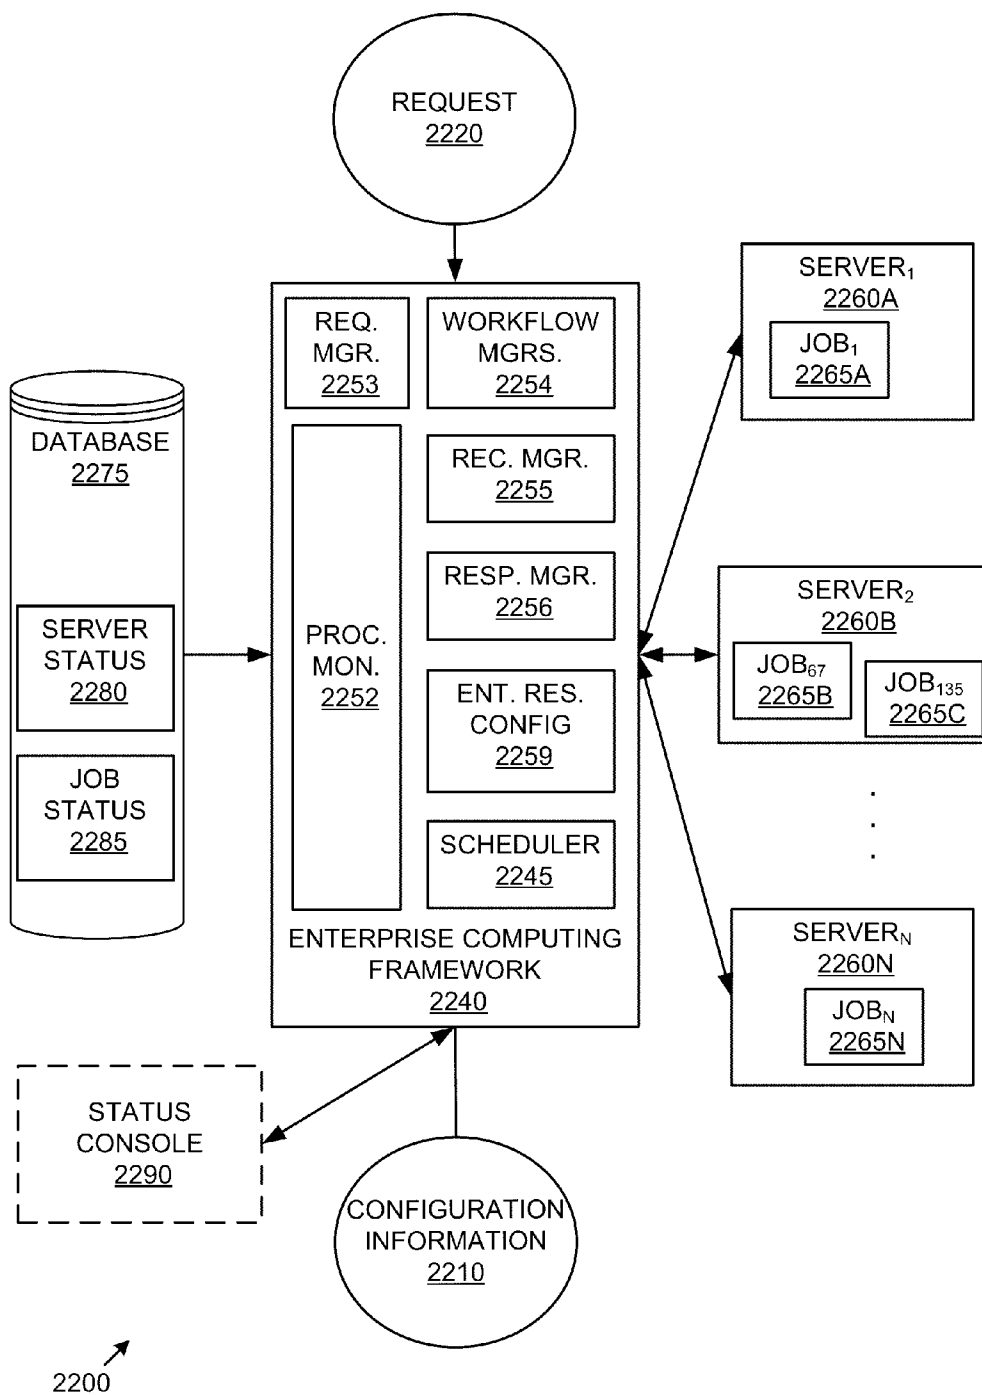 REQUEST
2220
REQ.
MGR.
2253
WORKFLOW
MGRS.
2254
REC. MGR.
2255
RESP. MGR.
2256
PROC.
MON.
2252
ENT. RES.
CONFIG
2259
SCHEDULER
2245
ENTERPRISE COMPUTING
FRAMEWORK
2240
DATABASE
2275
SERVER
STATUS
2280
JOB
STATUS
2285
SERVER₁
2260A
JOB₁
2265A
SERVER₂
2260B
JOB₆₇
2265B
JOB₁₃₅
2265C
.
.
.
SERVER_N
2260N
JOB_N
2265N
STATUS
CONSOLE
2290
CONFIGURATION
INFORMATION
2210
2200